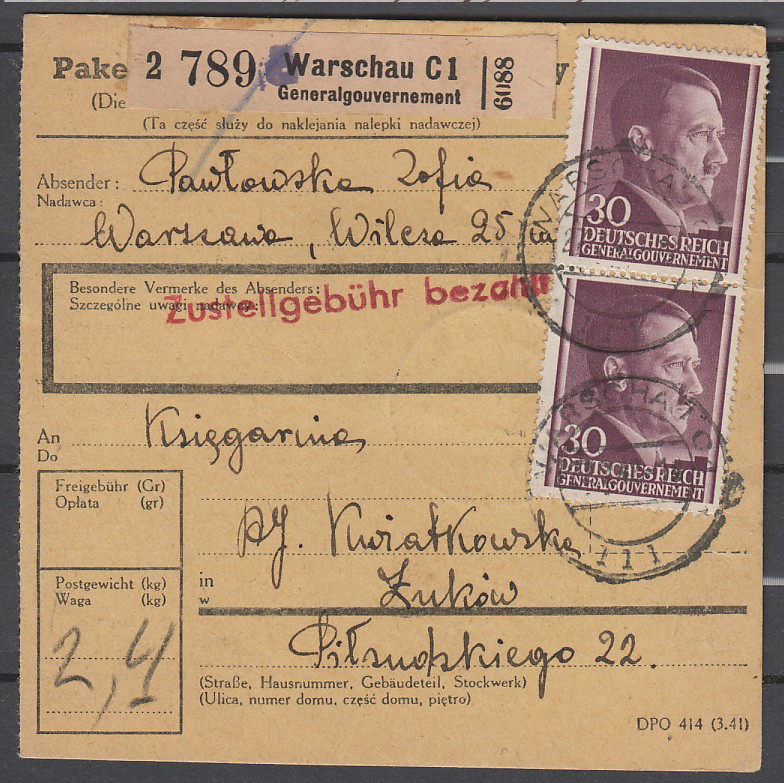 Pake
2 789 Warschau C1
Generalgouvernement
6088
y
(Die
(Ta część służy do naklejania nalepki nadawczej)
Absender: Pawłowska Zofia
Nadawca:
Warszawa, Wilcza 25
30
DEUTSCHES REICH
GENERALGOUVERNEMENT
WARSCHAU
Besondere Vermerke des Absenders:
Szczególne uwagi nadawcy:
Zustellgebühr bezahlt
30
DEUTSCHES REICH
GENERALGOUVERNEMENT
WARSCHAU C1
An Księgarnia
Do
Freigebühr (Gr)
Opłata (gr)
Kwiatkowska
Postgewicht (kg)
Waga (kg)
in
w
2,4
Piłsudskiego 22.
(Straße, Hausnummer, Gebäudeteil, Stockwerk)
(Ulica, numer domu, część domu, piętro)
DPO 414 (3.41)